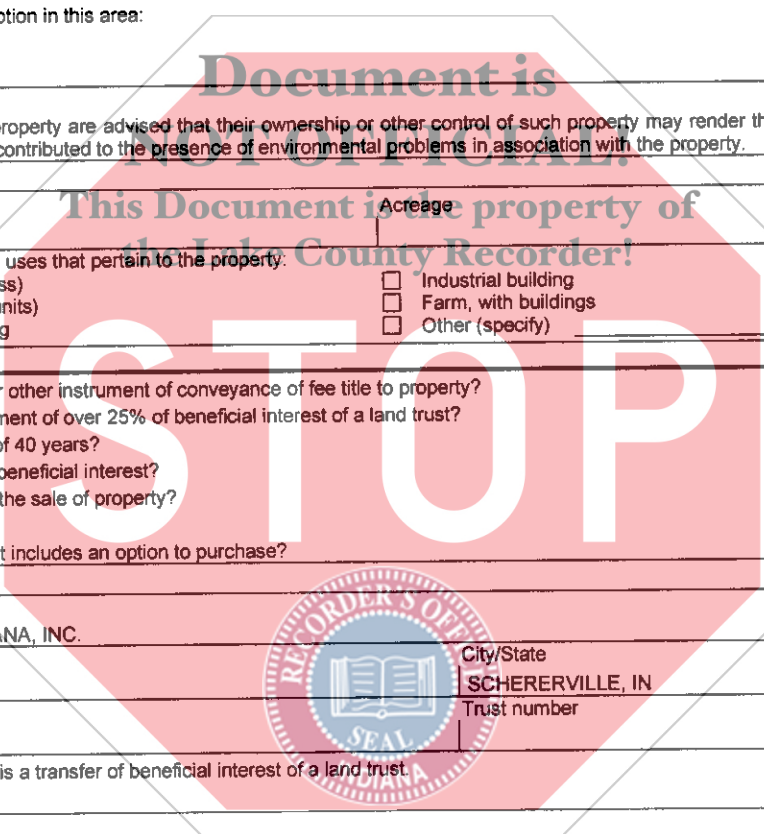 ption in this area:
Document is
roperty are advised that their ownership or other control of such property may render th
NOT OFFICIAL!
contributed to the presence of environmental problems in association with the property.
This Document is the property of
Acreage
the Lake County Recorder!
uses that pertain to the property:
ss) Industrial building
nits) Farm, with buildings
g Other (specify)
STOP
r other instrument of conveyance of fee title to property?
ment of over 25% of beneficial interest of a land trust?
of 40 years?
beneficial interest?
the sale of property?
t includes an option to purchase?
RECORDER'S OFFICE
ANA, INC.
City/State
SCHERERVILLE, IN
Trust number
SEAL
INDIANA
is a transfer of beneficial interest of a land trust.